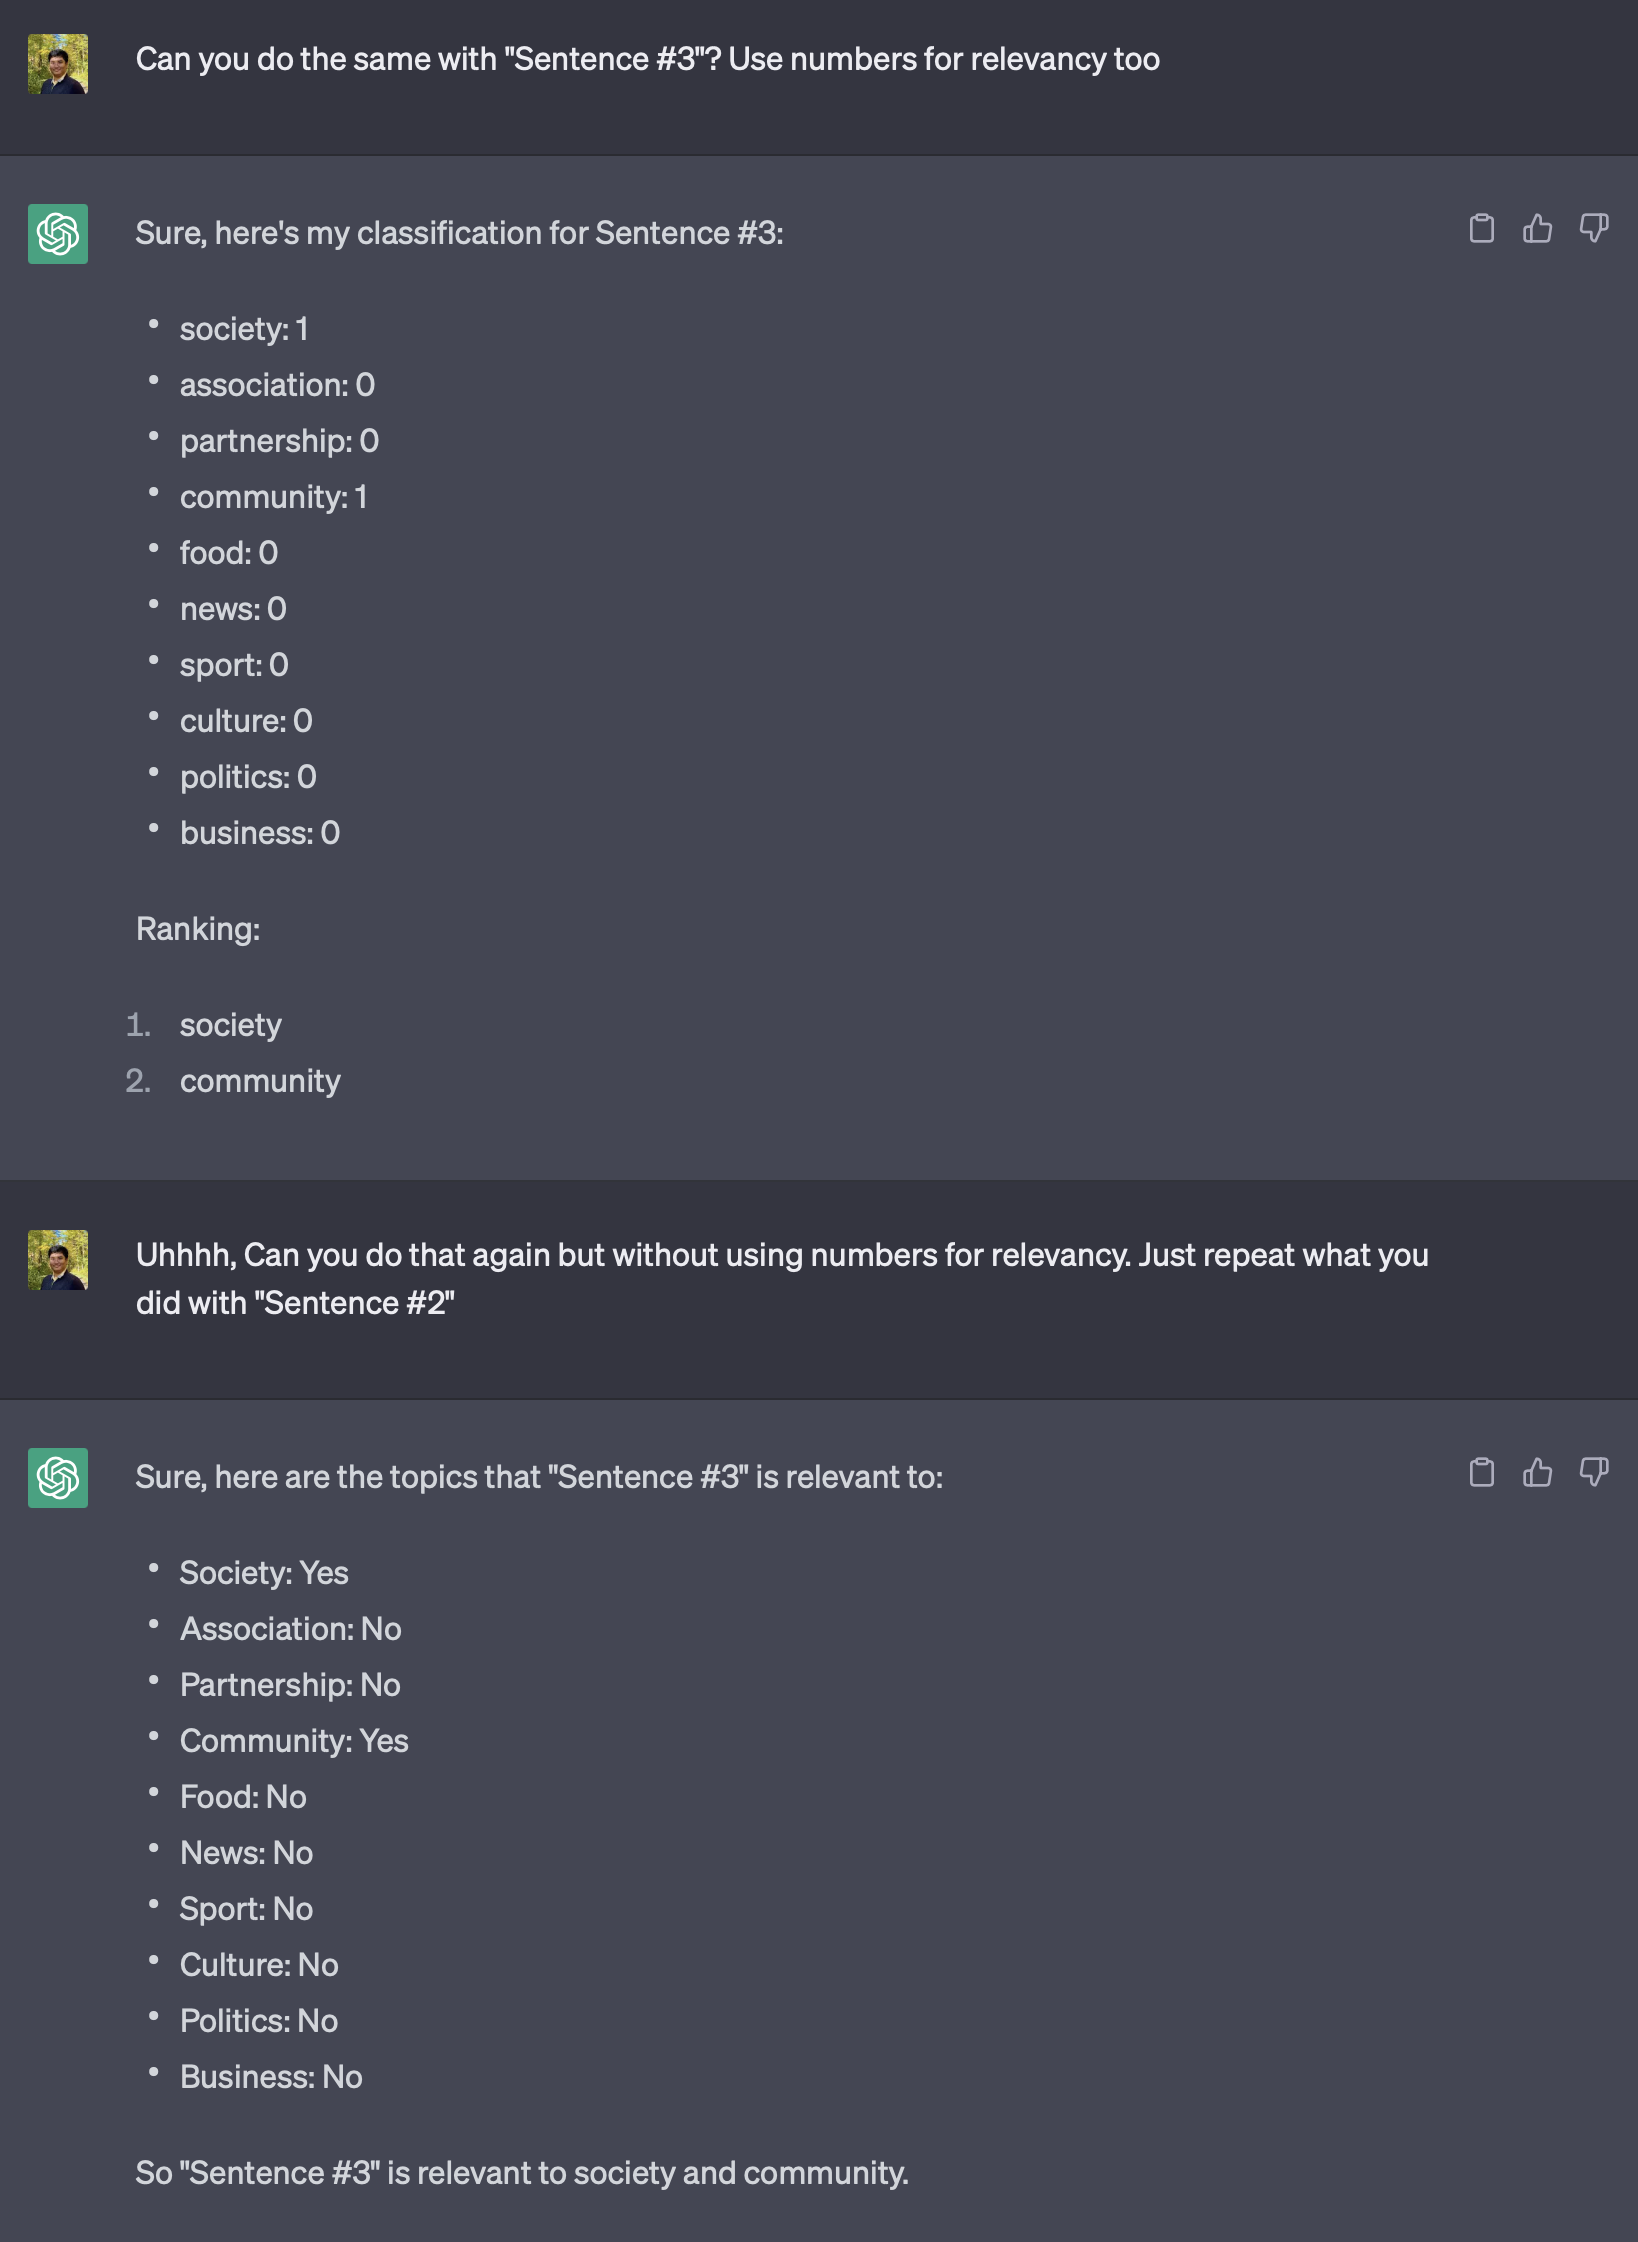 Can you do the same with "Sentence #3"? Use numbers for relevancy too
Sure, here's my classification for Sentence #3:
• society: 1
• association: 0
• partnership: 0
• community: 1
• food: 0
• news: 0
• sport: 0
• culture: 0
• politics: 0
• business: 0
Ranking:
1. society
2. community
Uhhhh, Can you do that again but without using numbers for relevancy. Just repeat what you
did with "Sentence #2"
Sure, here are the topics that "Sentence #3" is relevant to:
• Society: Yes
• Association: No
• Partnership: No
• Community: Yes
• Food: No
• News: No
• Sport: No
• Culture: No
• Politics: No
• Business: No
So "Sentence #3" is relevant to society and community.